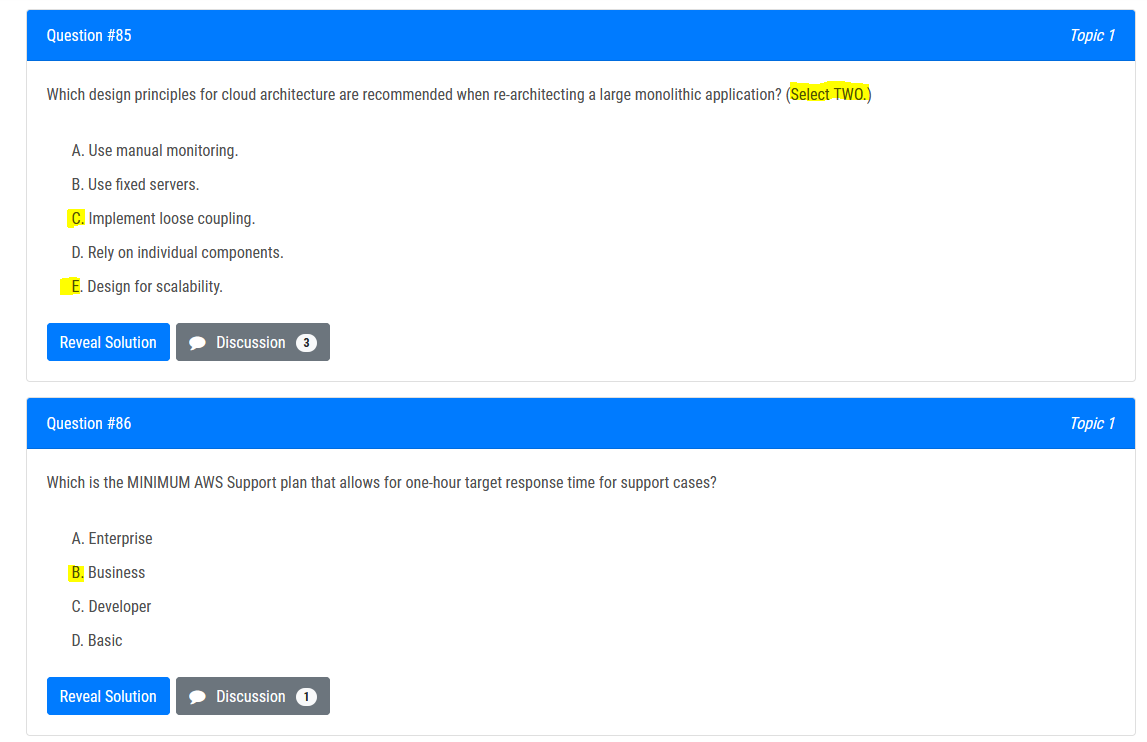 Question #85 Topic 1
Which design principles for cloud architecture are recommended when re-architecting a large monolithic application? (Select TWO.)
A. Use manual monitoring.
B. Use fixed servers.
C. Implement loose coupling.
D. Rely on individual components.
E. Design for scalability.
Reveal Solution Discussion 3
Question #86 Topic 1
Which is the MINIMUM AWS Support plan that allows for one-hour target response time for support cases?
A. Enterprise
B. Business
C. Developer
D. Basic
Reveal Solution Discussion 1